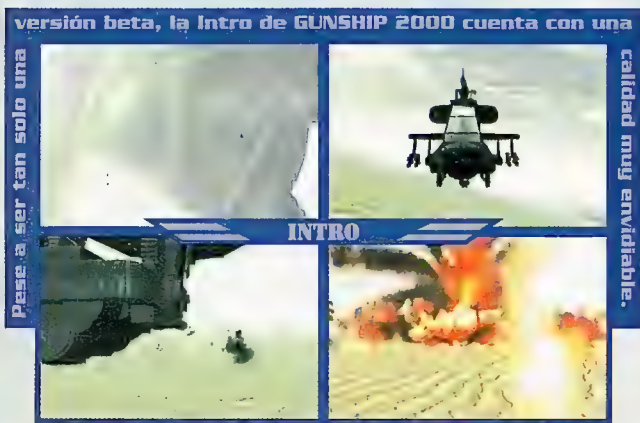 Pese a ser tan solo una
versión beta, la Intro de GUNSHIP 2000 cuenta con una
calidad muy envidiable.
INTRO